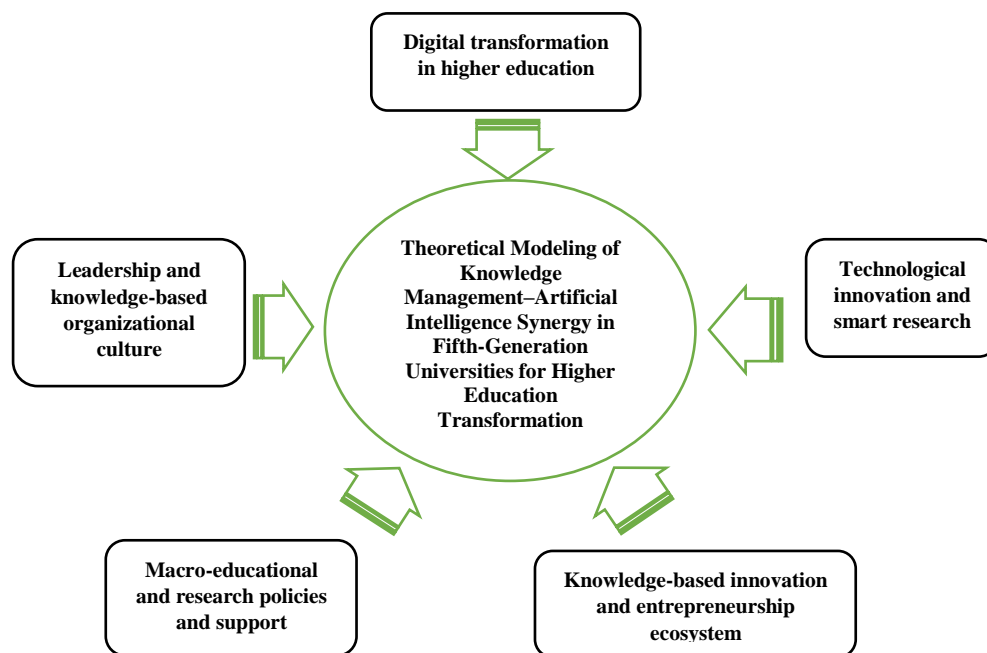 Digital transformation
in higher education
Leadership and
knowledge-based
organizational
culture
Theoretical Modeling of
Knowledge
Management–Artificial
Intelligence Synergy in
Fifth-Generation
Universities for Higher
Education
Transformation
Technological
innovation and
smart research
Macro-educational
and research policies
and support
Knowledge-based innovation
and entrepreneurship
ecosystem